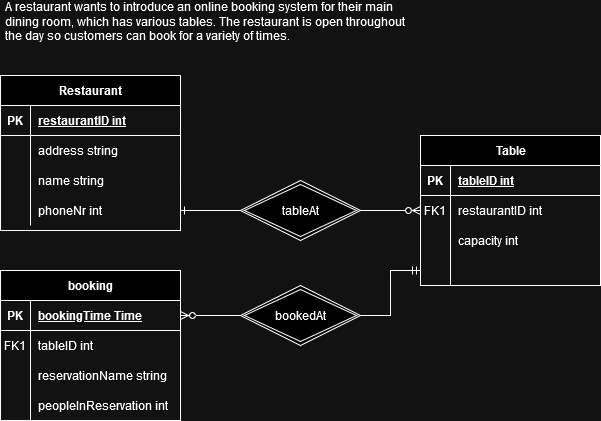 A restaurant wants to introduce an online booking system for their main
dining room, which has various tables. The restaurant is open throughout
the day so customers can book for a variety of times.
Restaurant
PK restaurantID int
address string
name string
phoneNr int
tableAt
Table
PK tableID int
FK1 restaurantID int
capacity int
booking
PK bookingTime Time
FK1 tableID int
reservationName string
peopleInReservation int
bookedAt